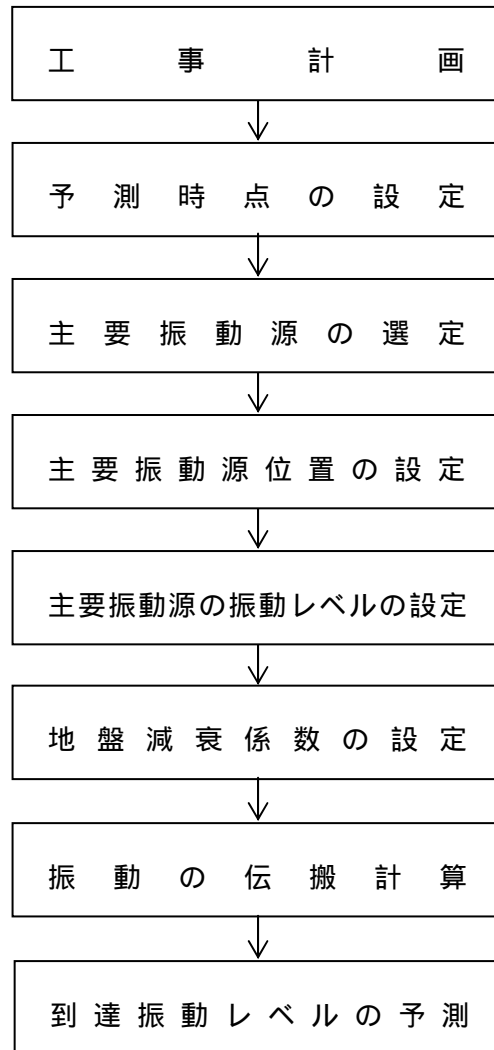 工事計画
予測時点の設定
主要振動源の選定
主要振動源位置の設定
主要振動源の振動レベルの設定
地盤減衰係数の設定
振動の伝搬計算
到達振動レベルの予測